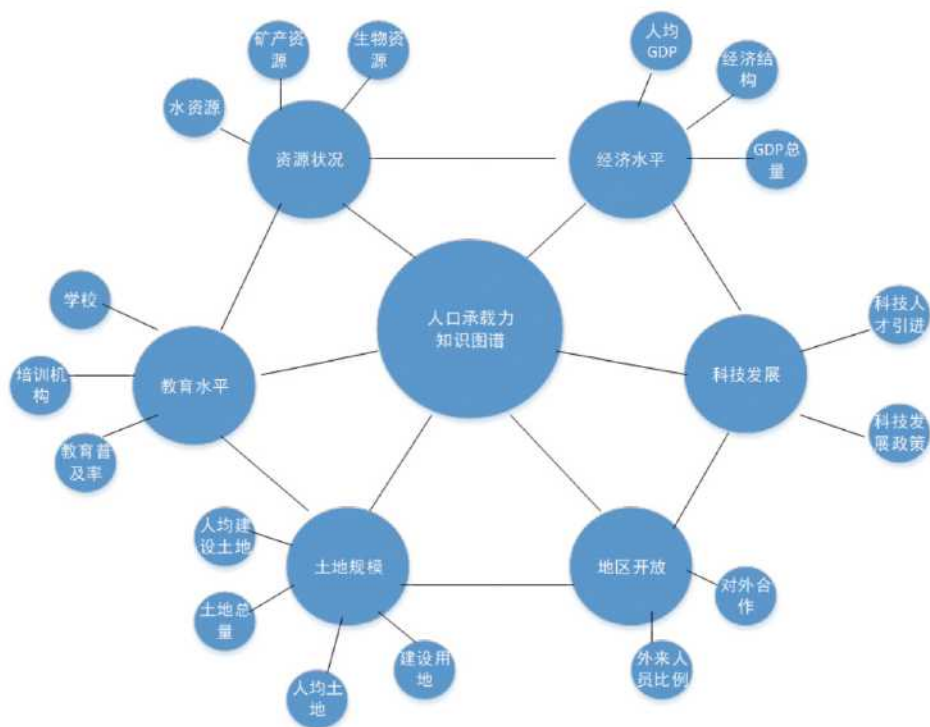 矿产资
源
生物资
源
水资源
资源状况
人均
GDP
经济结
构
经济水平
GDP总
量
人口承载力
知识图谱
学校
培训机
构
教育水平
教育普
及率
科技人
才引进
科技发展
科技发
展政策
人均建
设土地
土地规模
土地总
量
人均土
地
建设用
地
地区开放
对外合
作
外来人
员比例